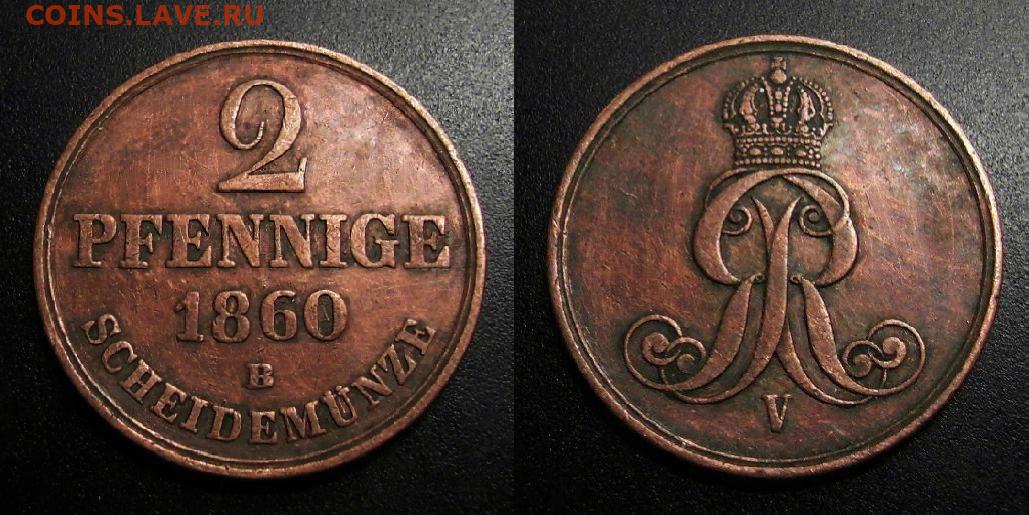 COINS.LAVE.RU
2
PFENNIGE
1860
B
SCHEIDEMÜNZE
V